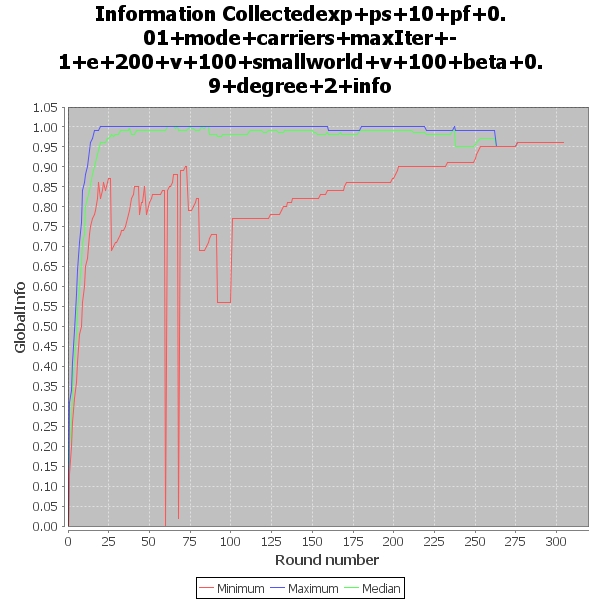 Information Collectedexp+ps+10+pf+0.
01+mode+carriers+maxIter+-
1+e+200+v+100+smallworld+v+100+beta+0.
9+degree+2+info
1.05
1.00
0.95
0.90
0.85
0.80
0.75
0.70
0.65
0.60
0.55
0.50
0.45
0.40
0.35
0.30
0.25
0.20
0.15
0.10
0.05
0.00
GlobalInfo
0 25 50 75 100 125 150 175 200 225 250 275 300
Round number
Minimum Maximum Median